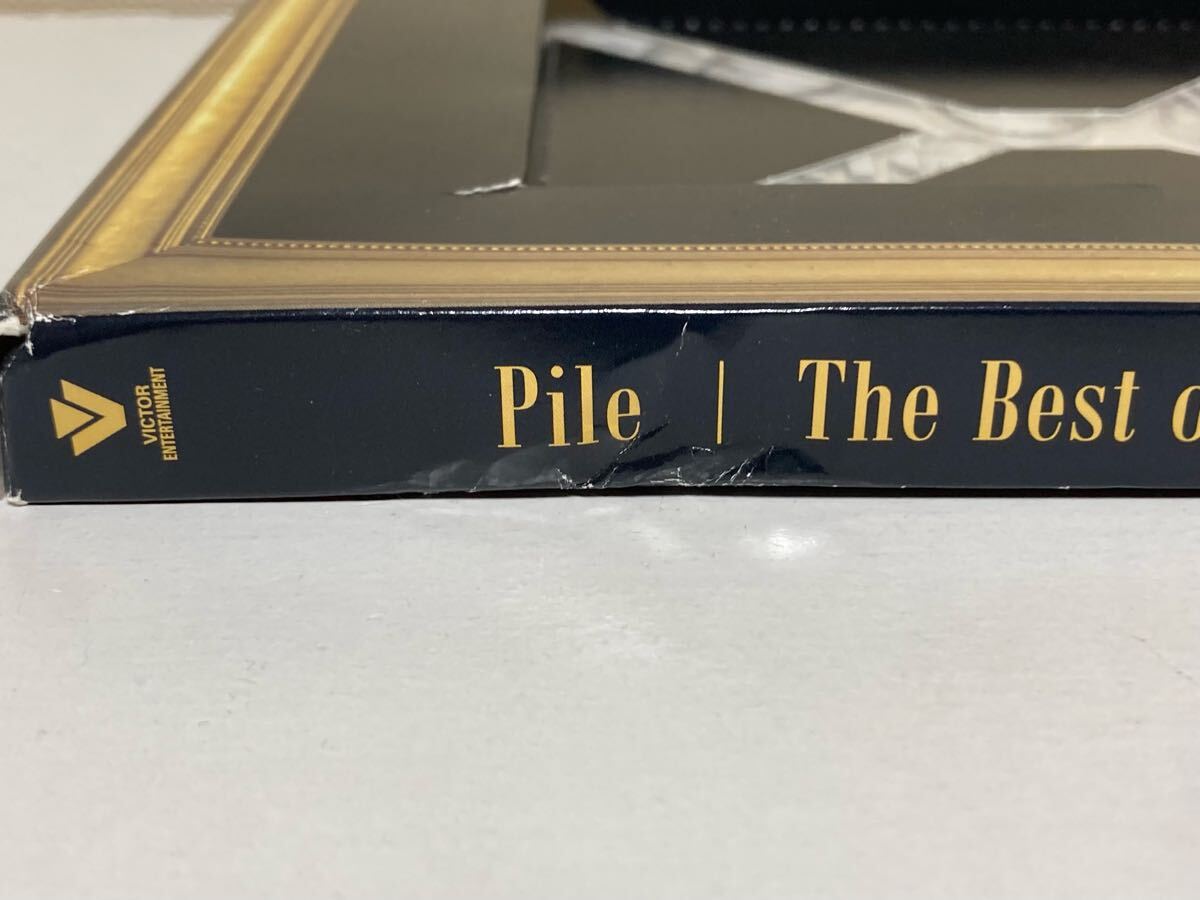 VICTOR
ENTERTAINMENT
Pile | The Best